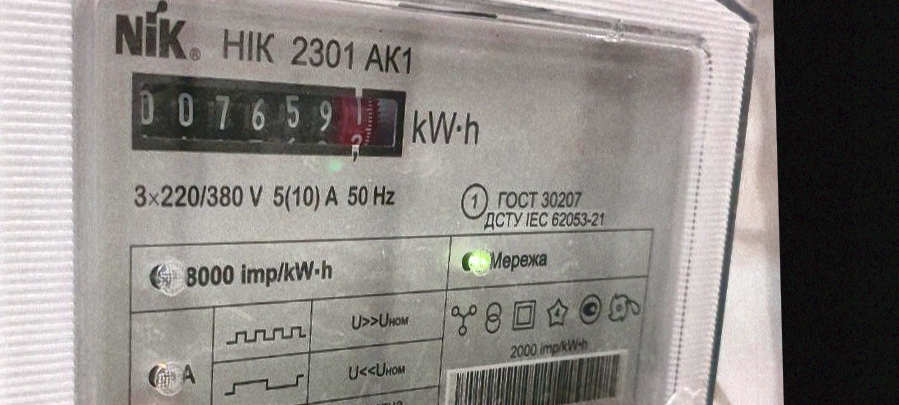 NiK® НІК 2301 АК1
0 0 7 6 5 9 1 kW·h
3×220/380 V 5(10) A 50 Hz
1 ГОСТ 30207
ДСТУ IEC 62053-21
8000 imp/kW·h
Мережа
U>>Uном
2000 imp/kW·h
A
U<<Uном